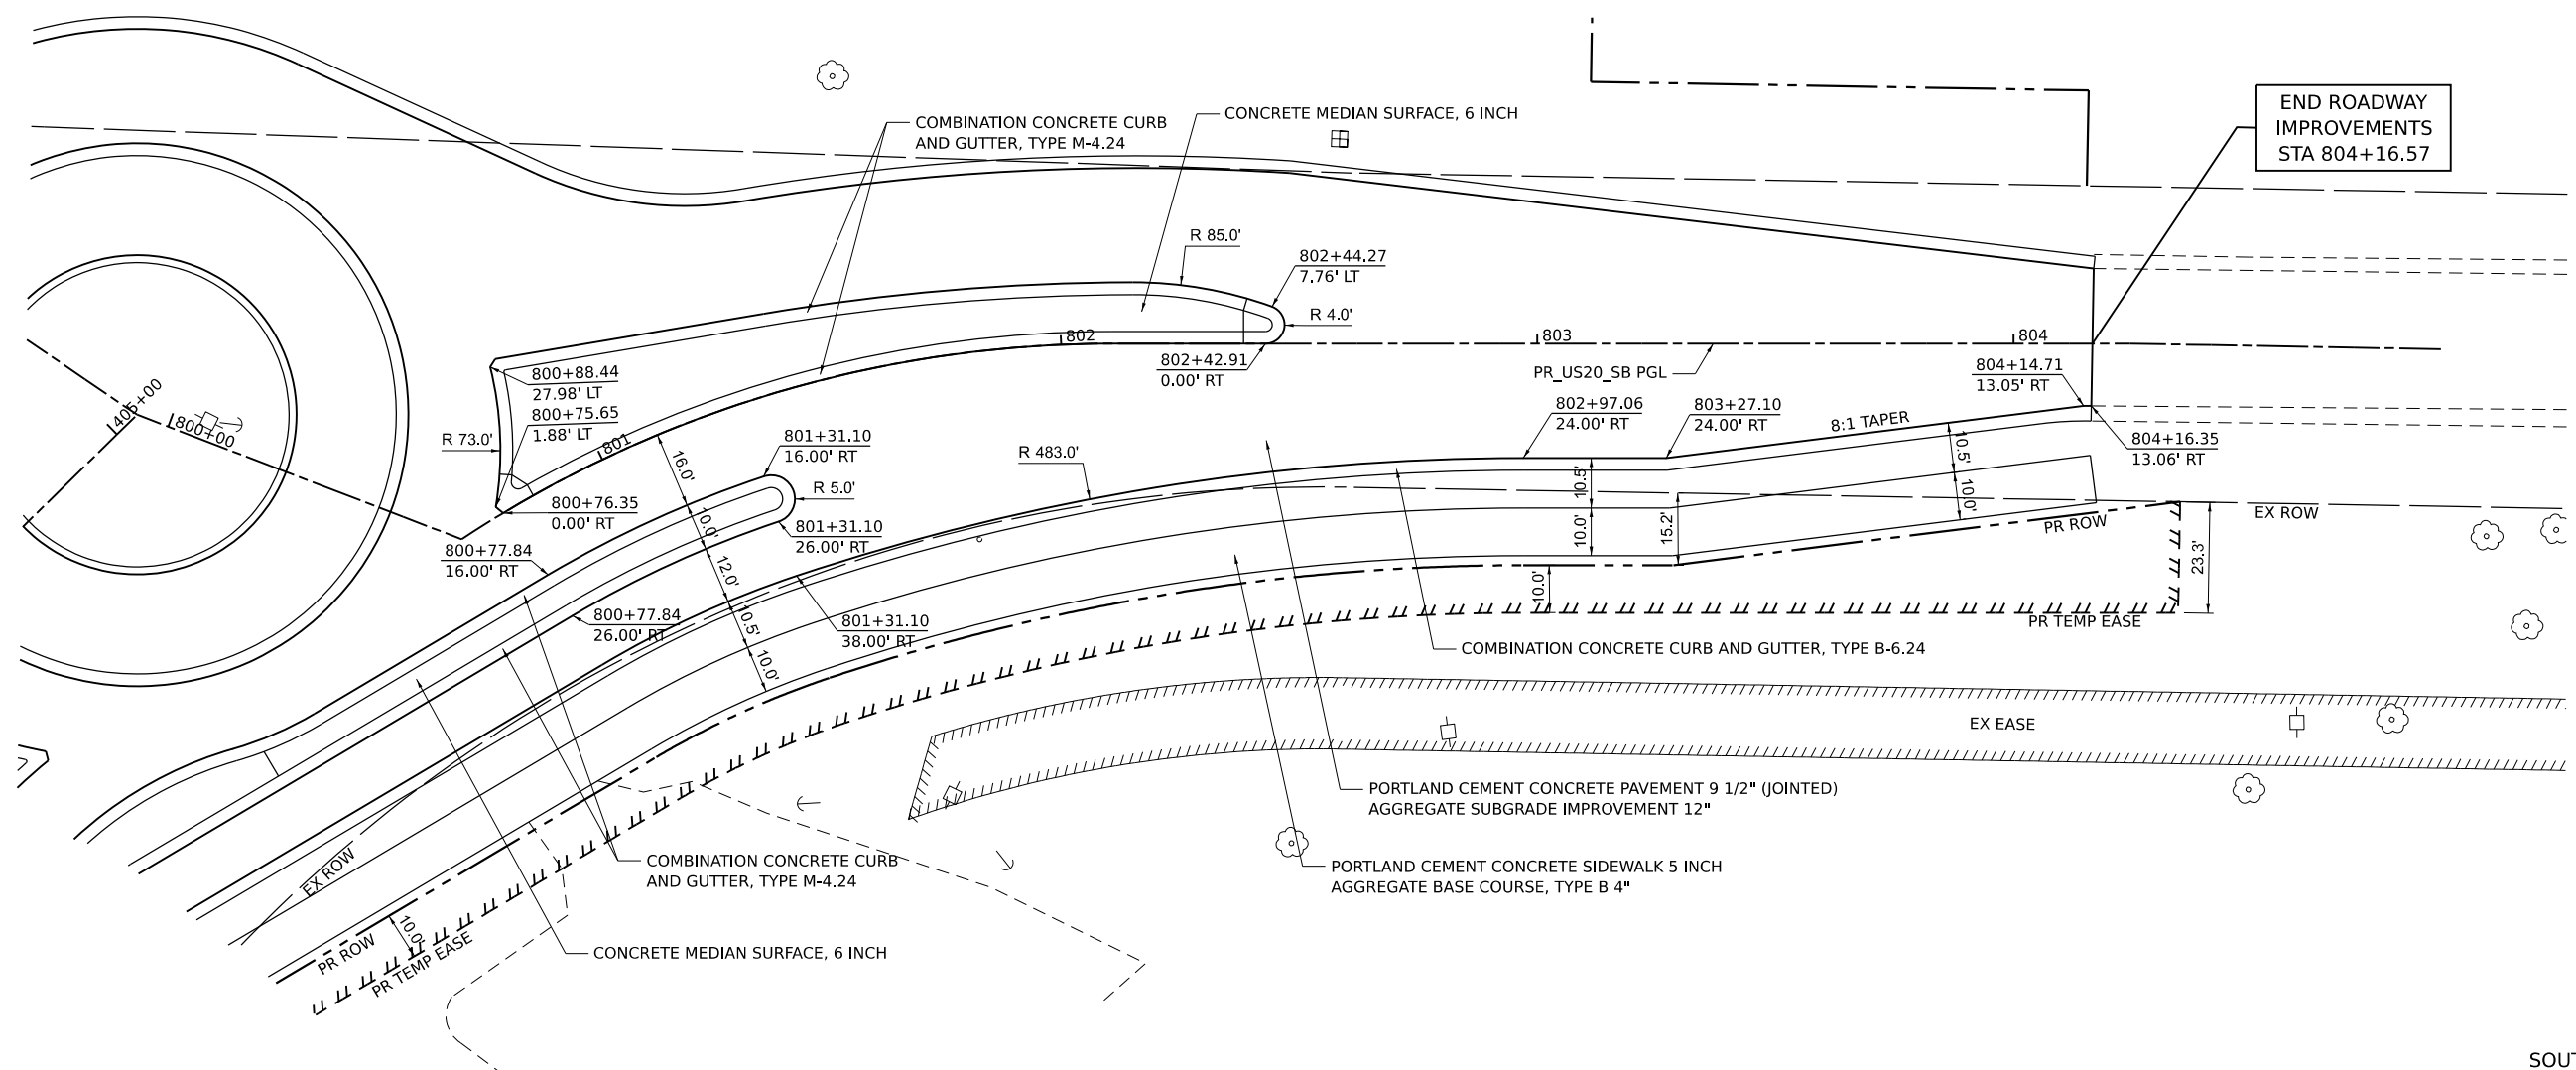 END ROADWAY
IMPROVEMENTS
STA 804+16.57
COMBINATION CONCRETE CURB
AND GUTTER, TYPE M-4.24
CONCRETE MEDIAN SURFACE, 6 INCH
R 85.0'
802+44.27
7.76' LT
R 4.0'
802
803
804
802+42.91
0.00' RT
PR_US20_SB PGL
804+14.71
13.05' RT
800+88.44
27.98' LT
800+75.65
1.88' LT
R 73.0'
801
1405+00
1800+00
802+97.06
24.00' RT
803+27.10
24.00' RT
8:1 TAPER
804+16.35
13.06' RT
801+31.10
16.00' RT
R 483.0'
16.0'
R 5.0'
10.5'
10.5'
10.0'
800+76.35
0.00' RT
10.0'
801+31.10
26.00' RT
10.0'
15.2'
PR ROW
EX ROW
23.3'
800+77.84
16.00' RT
12.0'
10.0'
800+77.84
26.00' RT
10.5'
801+31.10
38.00' RT
PR TEMP EASE
10.0'
COMBINATION CONCRETE CURB AND GUTTER, TYPE B-6.24
EX EASE
PORTLAND CEMENT CONCRETE PAVEMENT 9 1/2" (JOINTED)
AGGREGATE SUBGRADE IMPROVEMENT 12"
EX ROW
COMBINATION CONCRETE CURB
AND GUTTER, TYPE M-4.24
PORTLAND CEMENT CONCRETE SIDEWALK 5 INCH
AGGREGATE BASE COURSE, TYPE B 4"
10.0'
PR ROW
PR TEMP EASE
CONCRETE MEDIAN SURFACE, 6 INCH
SOUT